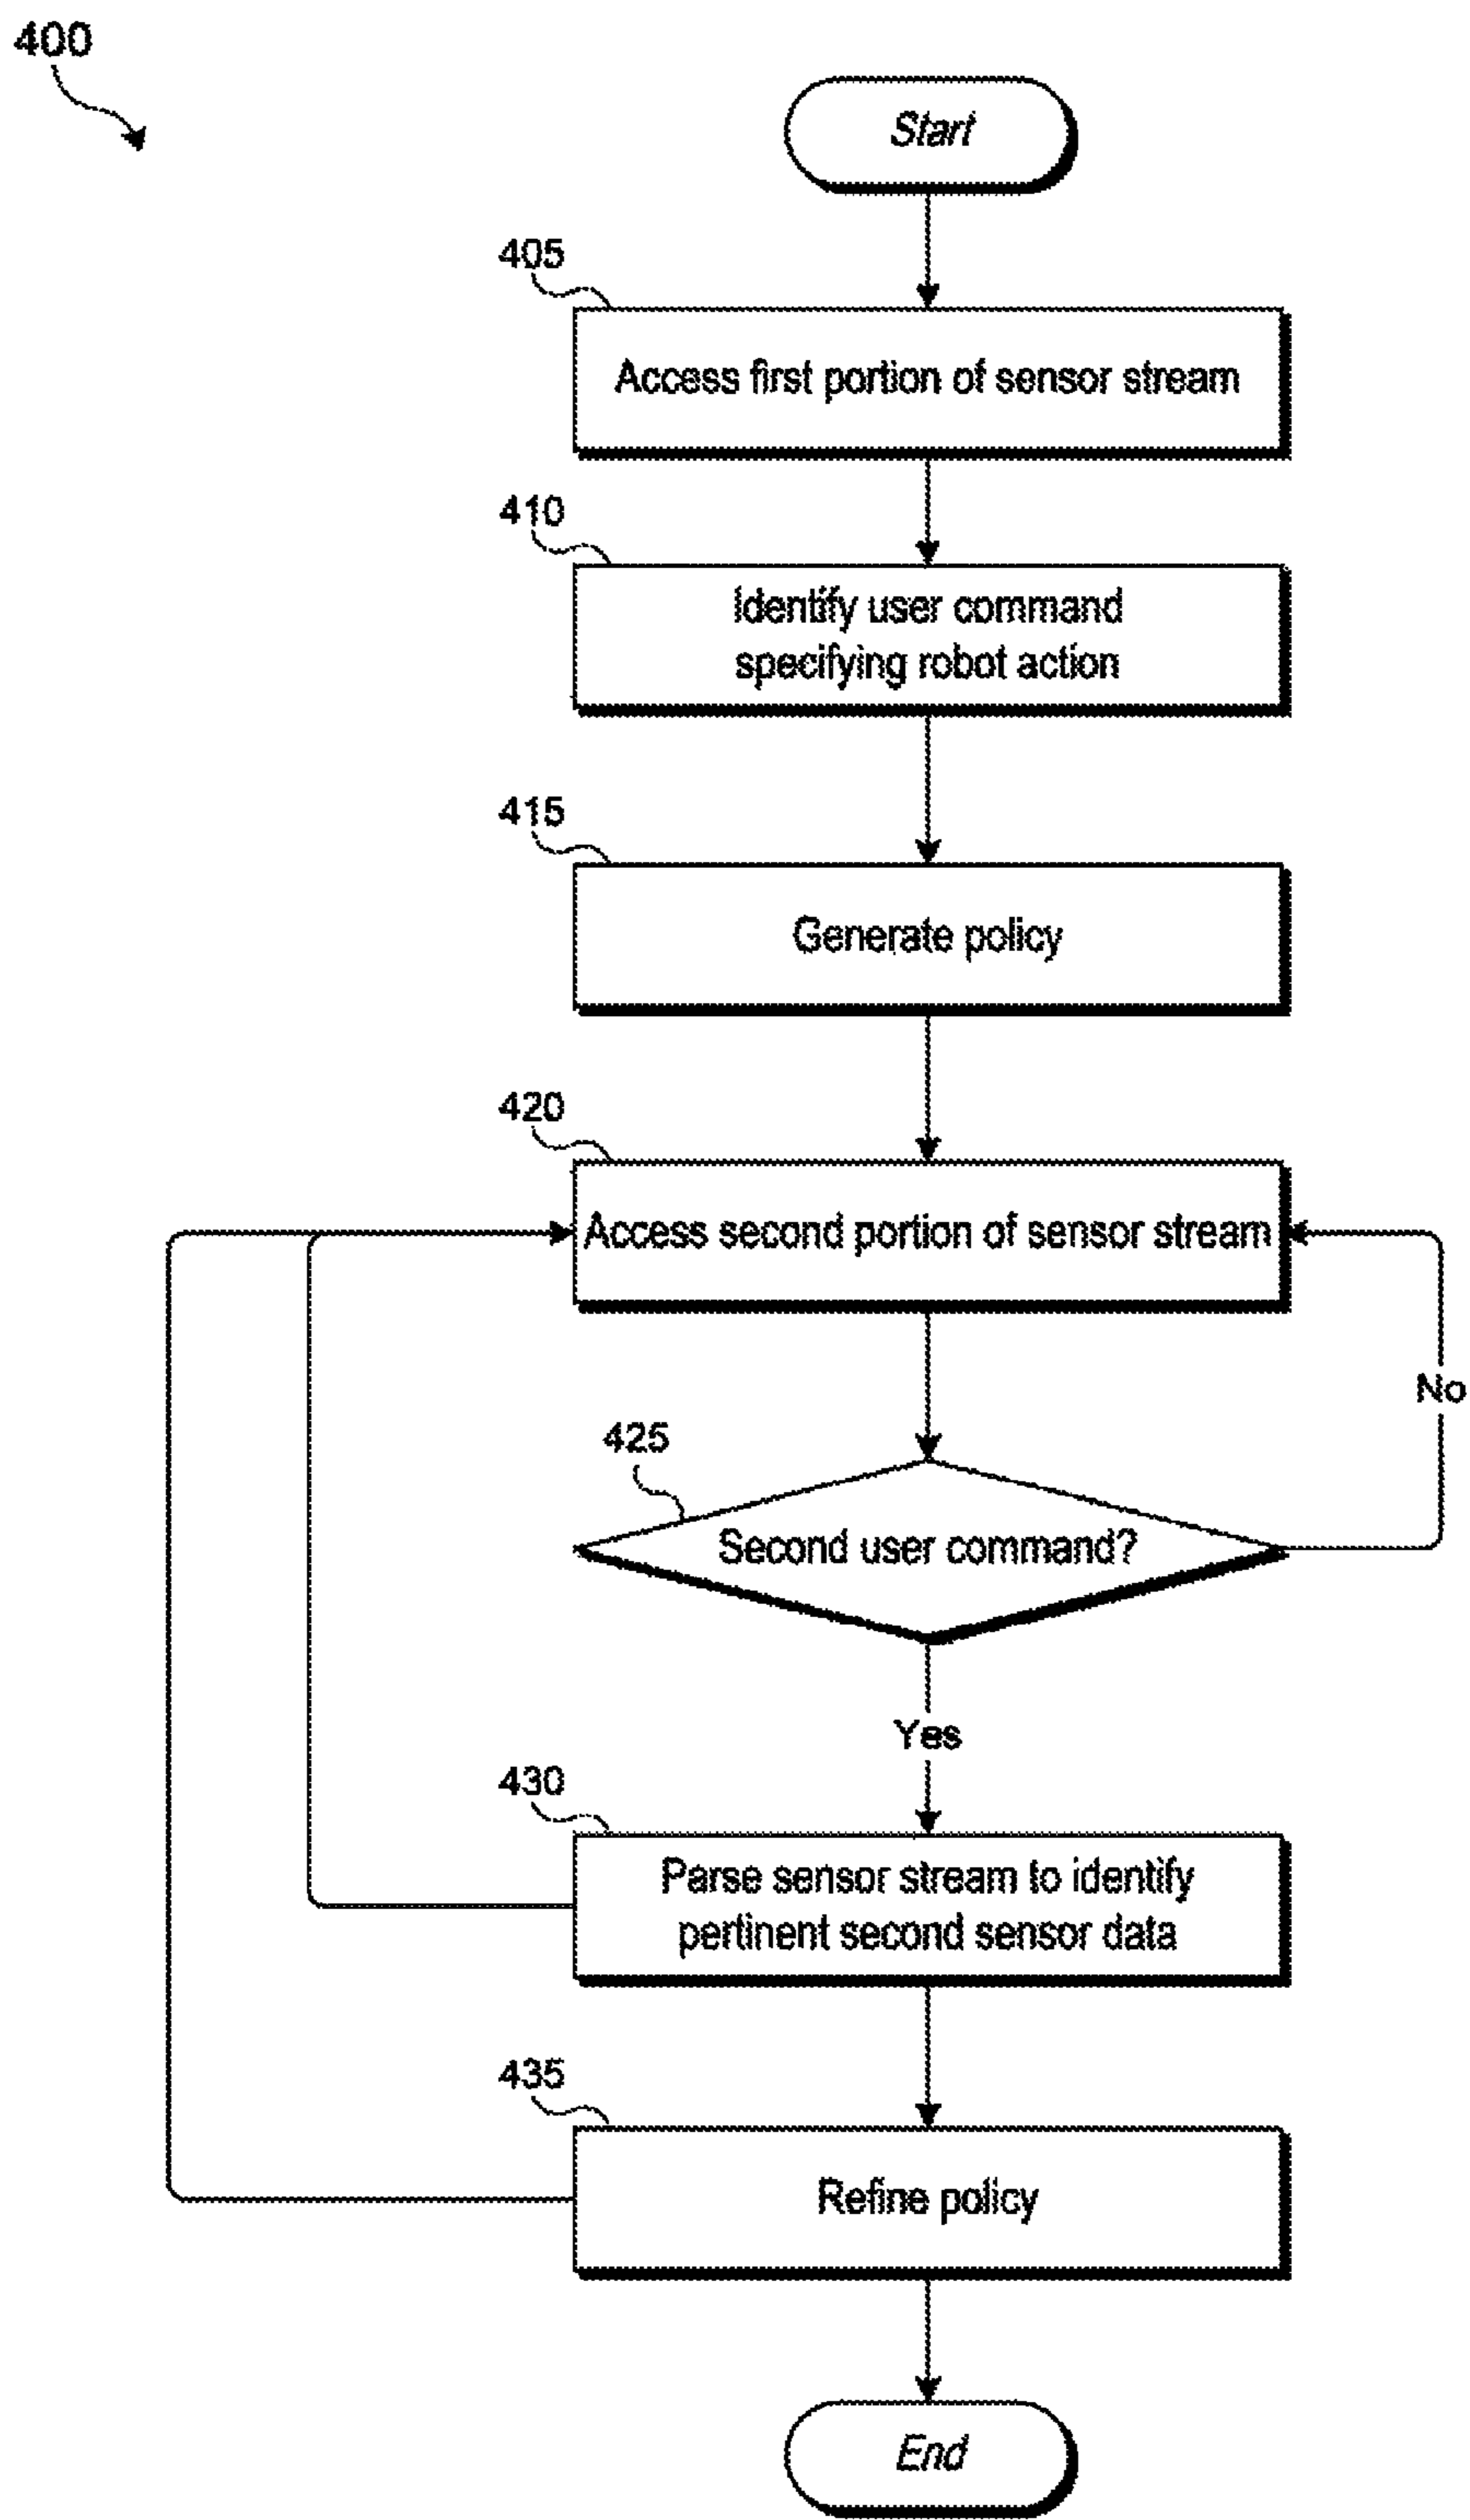 400
Start
405
Access first portion of sensor stream
410
Identify user command
specifying robot action
415
Generate policy
420
Access second portion of sensor stream
No
425
Second user command?
Yes
430
Parse sensor stream to identify
pertinent second sensor data
435
Refine policy
End